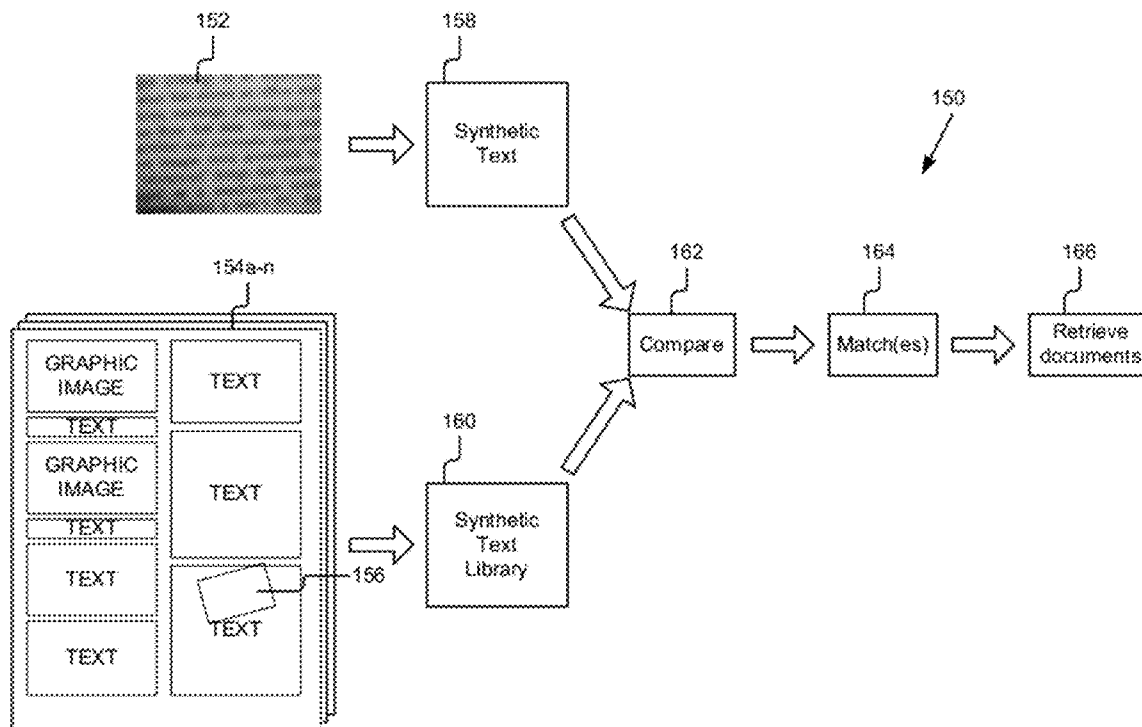 152
158
150
Synthetic
Text
154a-n
162
164
166
GRAPHIC
IMAGE
TEXT
Compare
Match(es)
Retrieve
documents
TEXT
GRAPHIC
IMAGE
160
TEXT
TEXT
Synthetic
Text
Library
TEXT
156
TEXT
TEXT